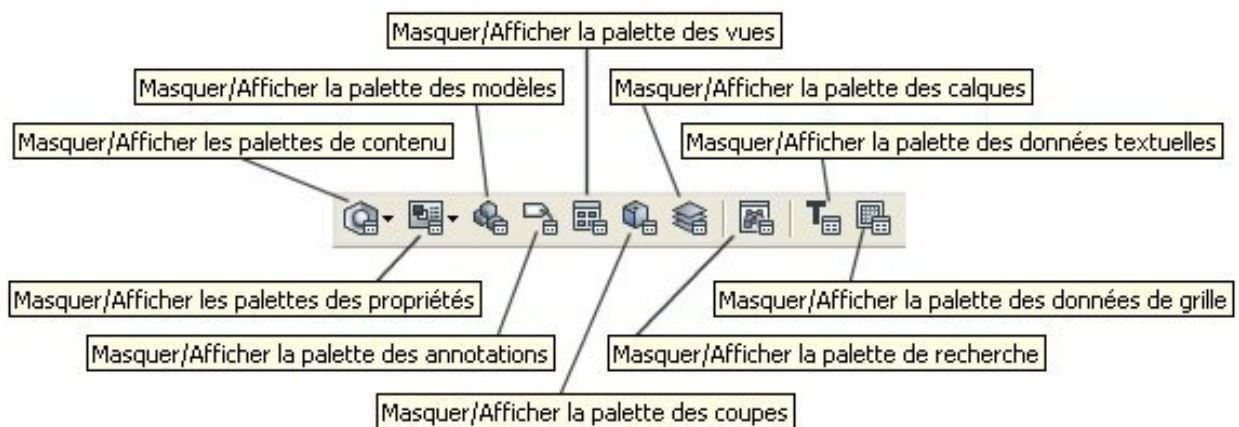 Masquer/Afficher la palette des vues
Masquer/Afficher la palette des modèles
Masquer/Afficher la palette des calques
Masquer/Afficher les palettes de contenu
Masquer/Afficher la palette des données textuelles
Masquer/Afficher les palettes des propriétés
Masquer/Afficher la palette des données de grille
Masquer/Afficher la palette des annotations
Masquer/Afficher la palette de recherche
Masquer/Afficher la palette des coupes